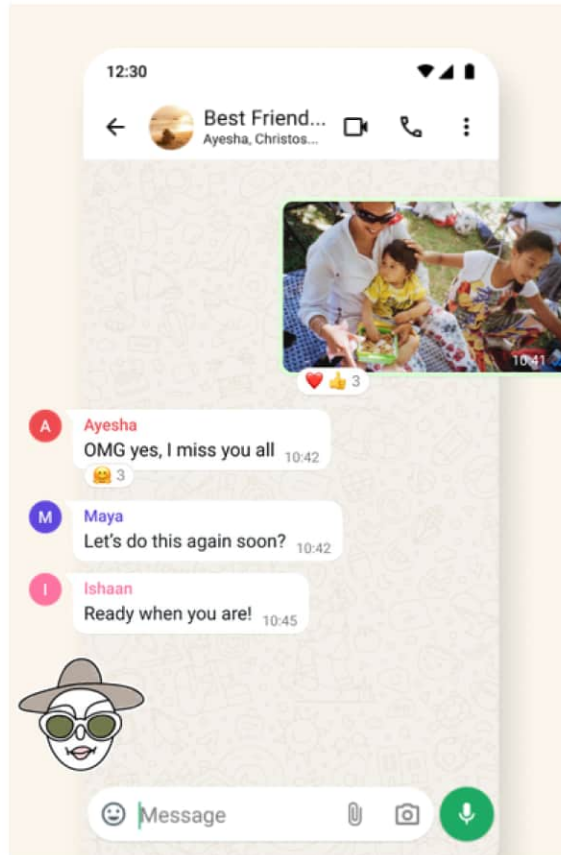 12:30
Best Friend...
Ayesha, Christos...
10:41
3
A
Ayesha
OMG yes, I miss you all 10:42
3
M
Maya
Let's do this again soon? 10:42
I
Ishaan
Ready when you are! 10:45
Message